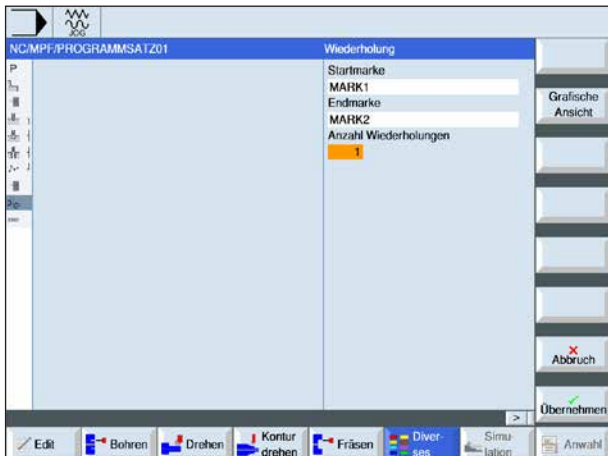 JOG
NC/MPF/PROGRAMMSATZ01
Wiederholung
P
Startmarke
MARK1
Endmarke
MARK2
Anzahl Wiederholungen
1
Grafische
Ansicht
Abbruch
Übernehmen
>
Edit
Bohren
Drehen
Kontur
drehen
Fräsen
Diver-
ses
Simu-
lation
Anwahl